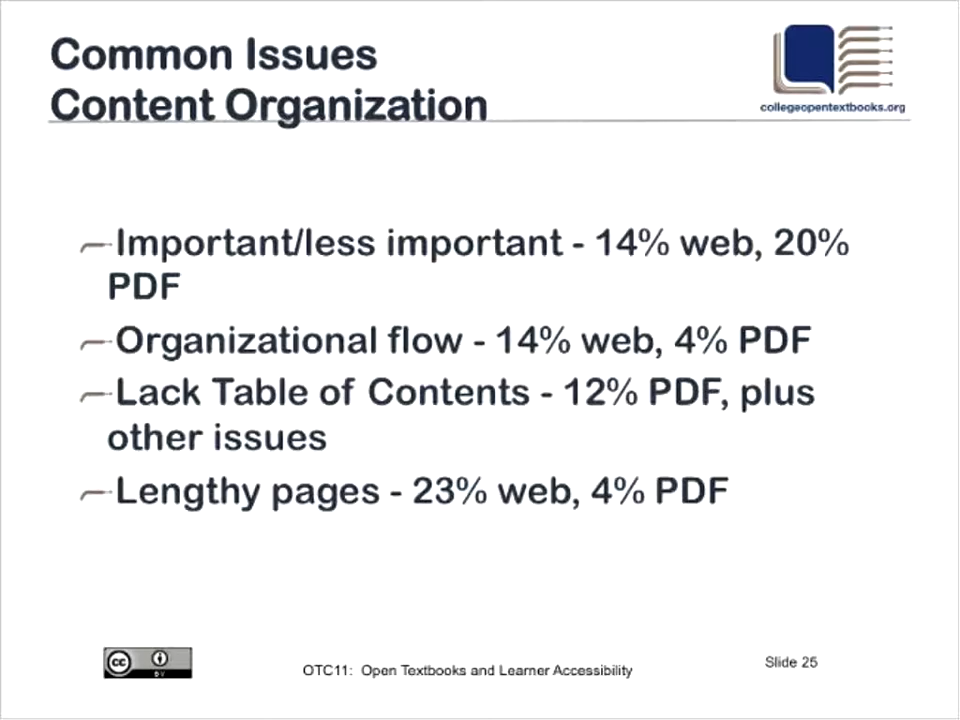 Common Issues
Content Organization
collegeopentextbooks.org
Important/less important - 14% web, 20%
PDF
Organizational flow - 14% web, 4% PDF
Lack Table of Contents - 12% PDF, plus
other issues
Lengthy pages - 23% web, 4% PDF
cc
BY
OTC11: Open Textbooks and Learner Accessibility
Slide 25